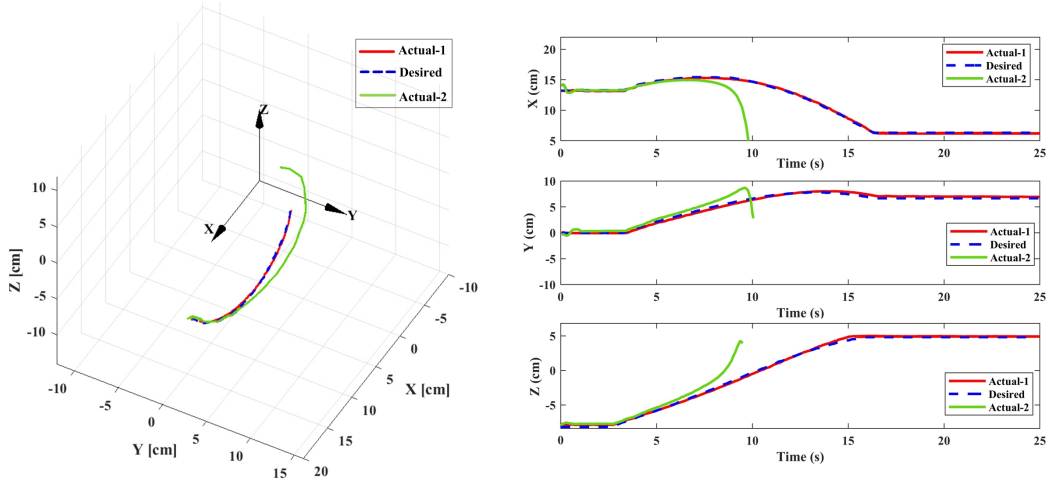 Actual-1
Desired
Actual-2
Z
Y
X
10
5
0
-5
-10
Z [cm]
-10
-5
0
5
10
15
Y [cm]
-10
-5
0
5
10
15
20
X [cm]
20
15
10
5
X (cm)
0
5
10
15
20
25
Time (s)
Actual-1
Desired
Actual-2
10
5
0
-10
Y (cm)
0
5
10
15
20
25
Time (s)
Actual-1
Desired
Actual-2
5
0
-5
Z (cm)
0
5
10
15
20
25
Time (s)
Actual-1
Desired
Actual-2